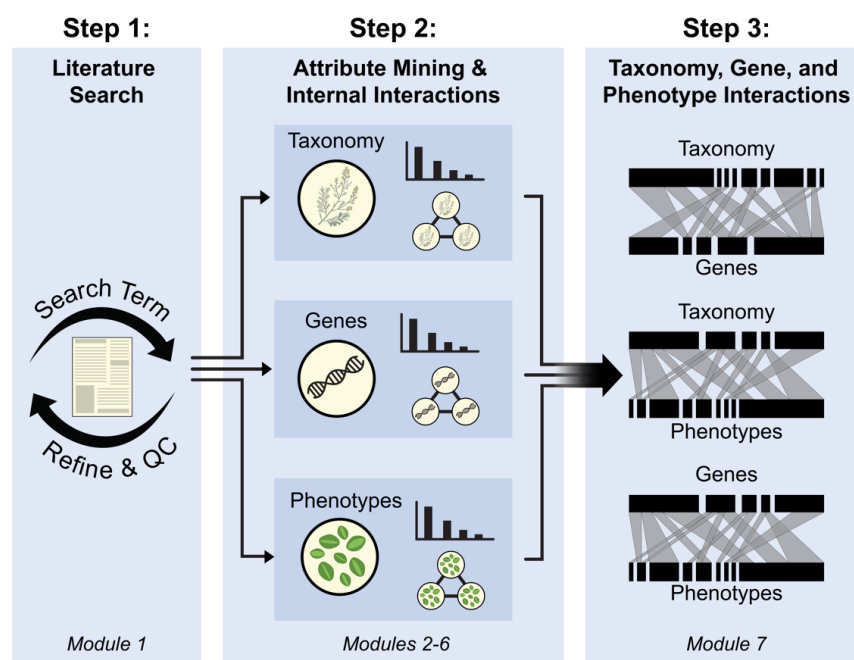 Step 1:
Literature
Search
Search Term
Refine & QC
Module 1
Step 2:
Attribute Mining &
Internal Interactions
Taxonomy
Genes
Phenotypes
Modules 2-6
Step 3:
Taxonomy, Gene, and
Phenotype Interactions
Taxonomy
Genes
Taxonomy
Phenotypes
Genes
Phenotypes
Module 7